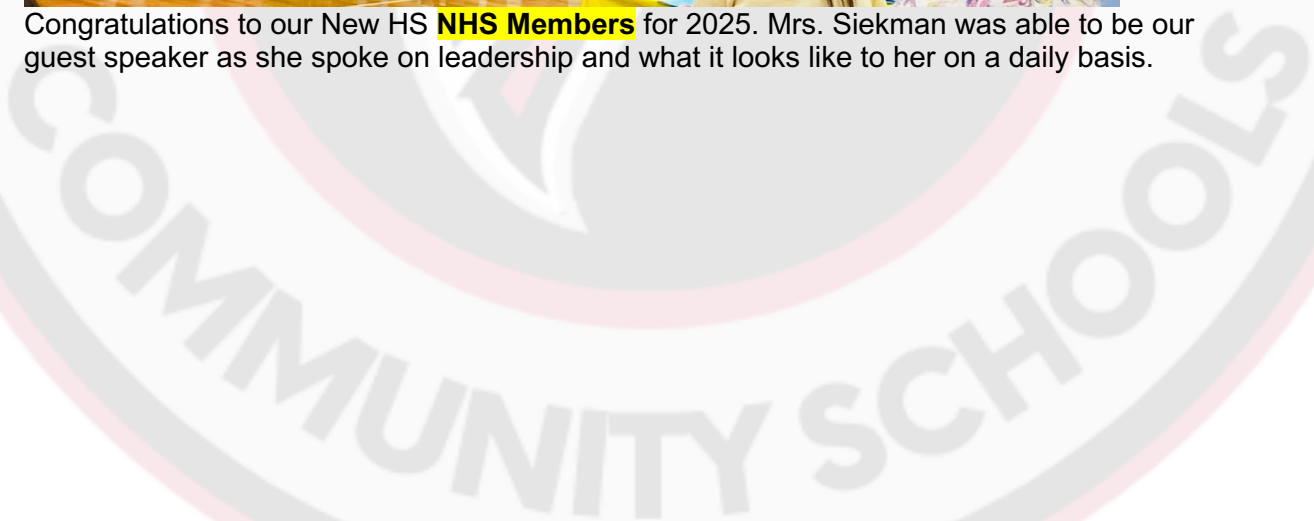 Congratulations to our New HS NHS Members for 2025. Mrs. Siekman was able to be our
guest speaker as she spoke on leadership and what it looks like to her on a daily basis.
COMMUNITY SCHOOLS